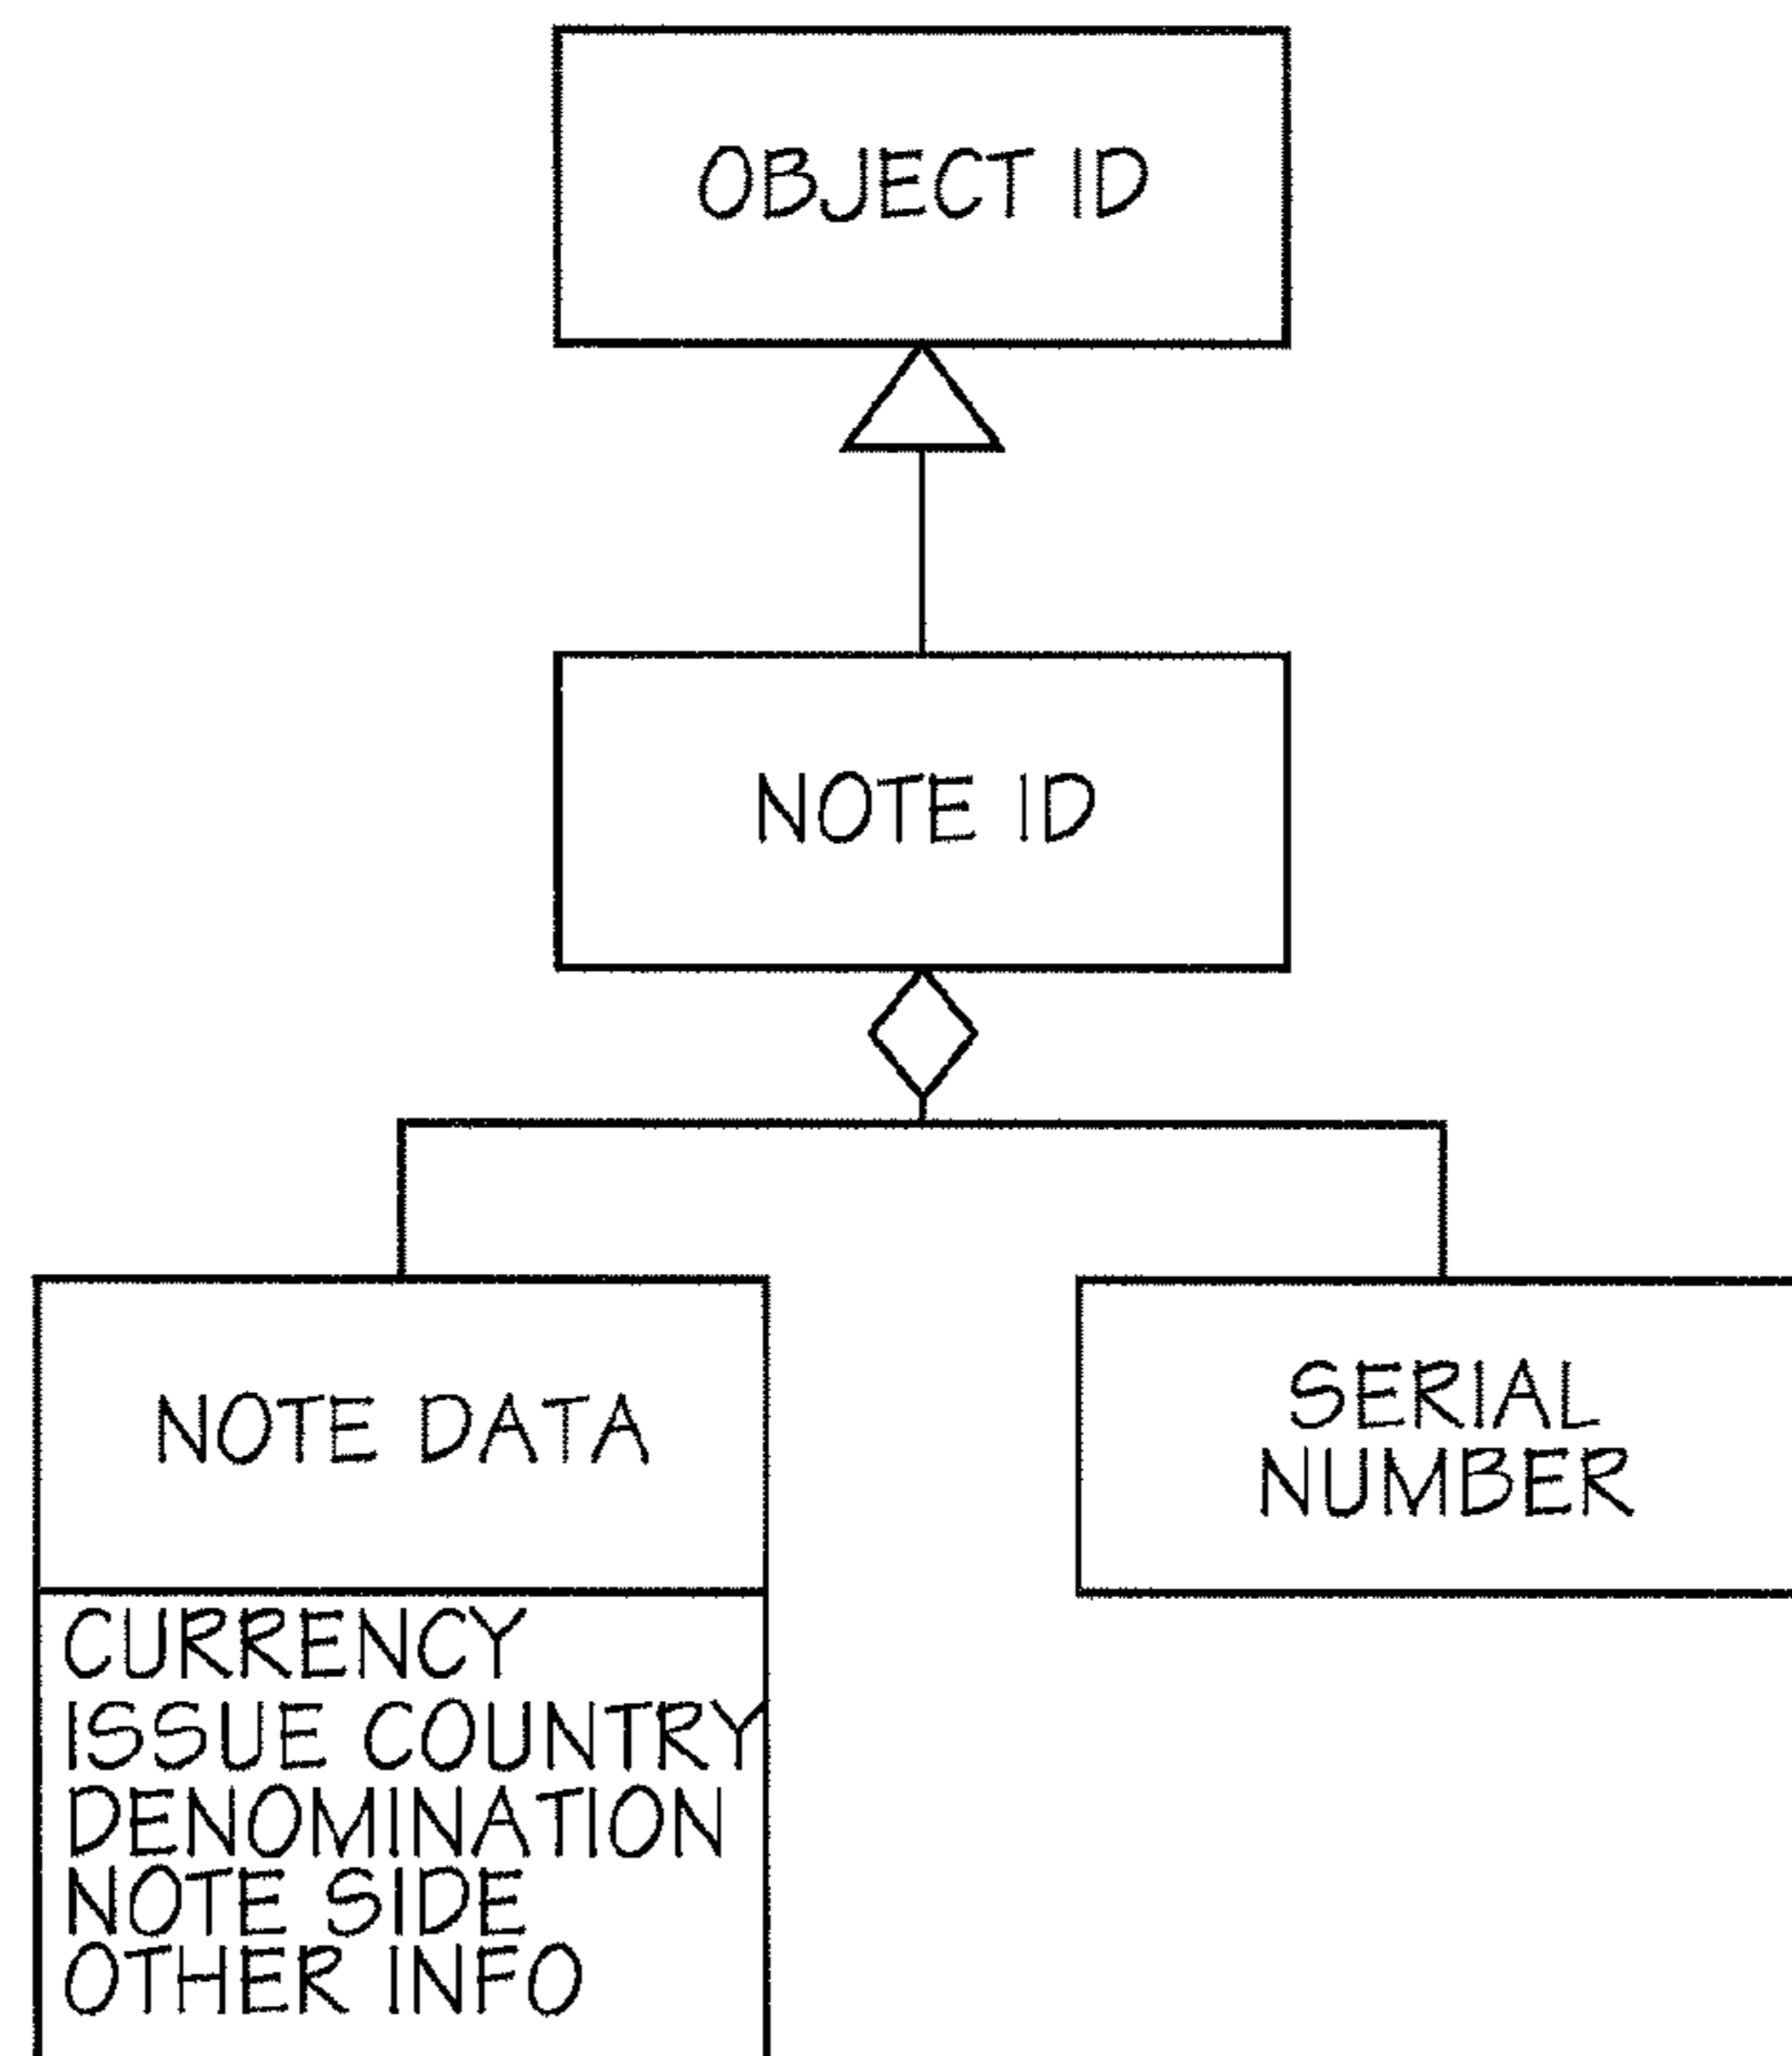 OBJECT ID
NOTE ID
NOTE DATA
SERIAL
NUMBER
CURRENCY
ISSUE COUNTRY
DENOMINATION
NOTE SIDE
OTHER INFO